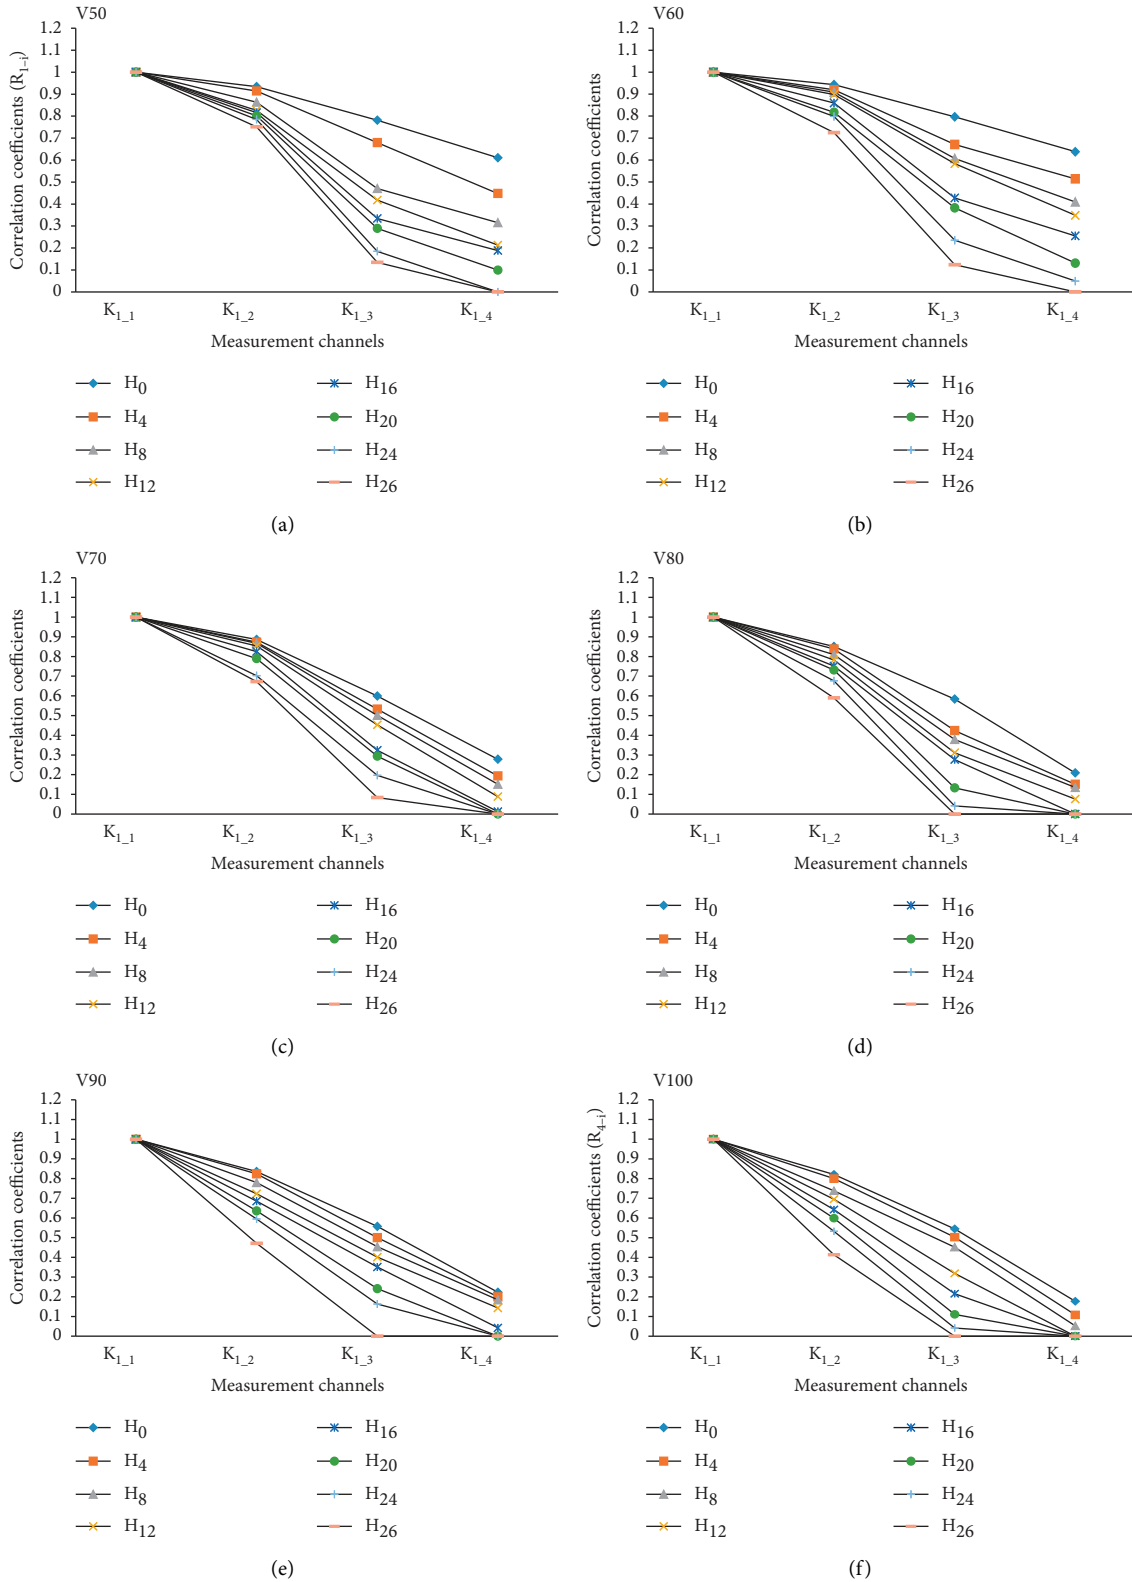 V50
1.2
1.1
1
0.9
0.8
0.7
0.6
0.5
0.4
0.3
0.2
0.1
0
Correlation coefficients (R1–i)
K1_1 K1_2 K1_3 K1_4
Measurement channels
H0 H16
H4 H20
H8 H24
H12 H26
(a)
V60
1.2
1.1
1
0.9
0.8
0.7
0.6
0.5
0.4
0.3
0.2
0.1
0
Correlation coefficients
K1_1 K1_2 K1_3 K1_4
Measurement channels
H0 H16
H4 H20
H8 H24
H12 H26
(b)
V70
1.2
1.1
1
0.9
0.8
0.7
0.6
0.5
0.4
0.3
0.2
0.1
0
Correlation coefficients
K1_1 K1_2 K1_3 K1_4
Measurement channels
H0 H16
H4 H20
H8 H24
H12 H26
(c)
V80
1.2
1.1
1
0.9
0.8
0.7
0.6
0.5
0.4
0.3
0.2
0.1
0
Correlation coefficients
K1_1 K1_2 K1_3 K1_4
Measurement channels
H0 H16
H4 H20
H8 H24
H12 H26
(d)
V90
1.2
1.1
1
0.9
0.8
0.7
0.6
0.5
0.4
0.3
0.2
0.1
0
Correlation coefficients
K1_1 K1_2 K1_3 K1_4
Measurement channels
H0 H16
H4 H20
H8 H24
H12 H26
(e)
V100
1.2
1.1
1
0.9
0.8
0.7
0.6
0.5
0.4
0.3
0.2
0.1
0
Correlation coefficients (R4–i)
K1_1 K1_2 K1_3 K1_4
Measurement channels
H0 H16
H4 H20
H8 H24
H12 H26
(f)